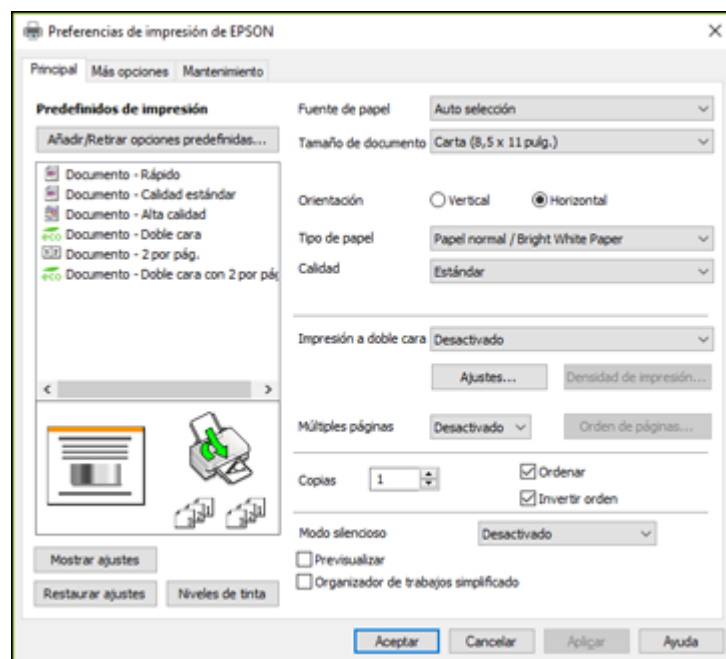 Preferencias de impresión de EPSON
Principal Más opciones Mantenimiento
Predefinidos de impresión
Añadir/Retirar opciones predefinidas...
Documento - Rápido
Documento - Calidad estándar
Documento - Alta calidad
eco Documento - Doble cara
Documento - 2 por pág.
eco Documento - Doble cara con 2 por pág
Mostrar ajustes
Restaurar ajustes Niveles de tinta
Fuente de papel Auto selección
Tamaño de documento Carta (8,5 x 11 pulg.)
Orientación Vertical Horizontal
Tipo de papel Papel normal / Bright White Paper
Calidad Estándar
Impresión a doble cara Desactivado
Ajustes... Densidad de impresión...
Múltiples páginas Desactivado Orden de páginas...
Copias 1 Ordenar
Invertir orden
Modo silencioso Desactivado
Previsualizar
Organizador de trabajos simplificado
Aceptar Cancelar Aplicar Ayuda